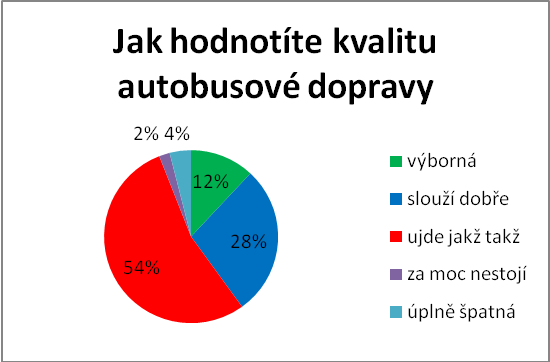 Jak hodnotíte kvalitu
autobusové dopravy
2% 4%
12%
28%
54%
výborná
slouží dobře
ujde jakž takž
za moc nestojí
úplně špatná